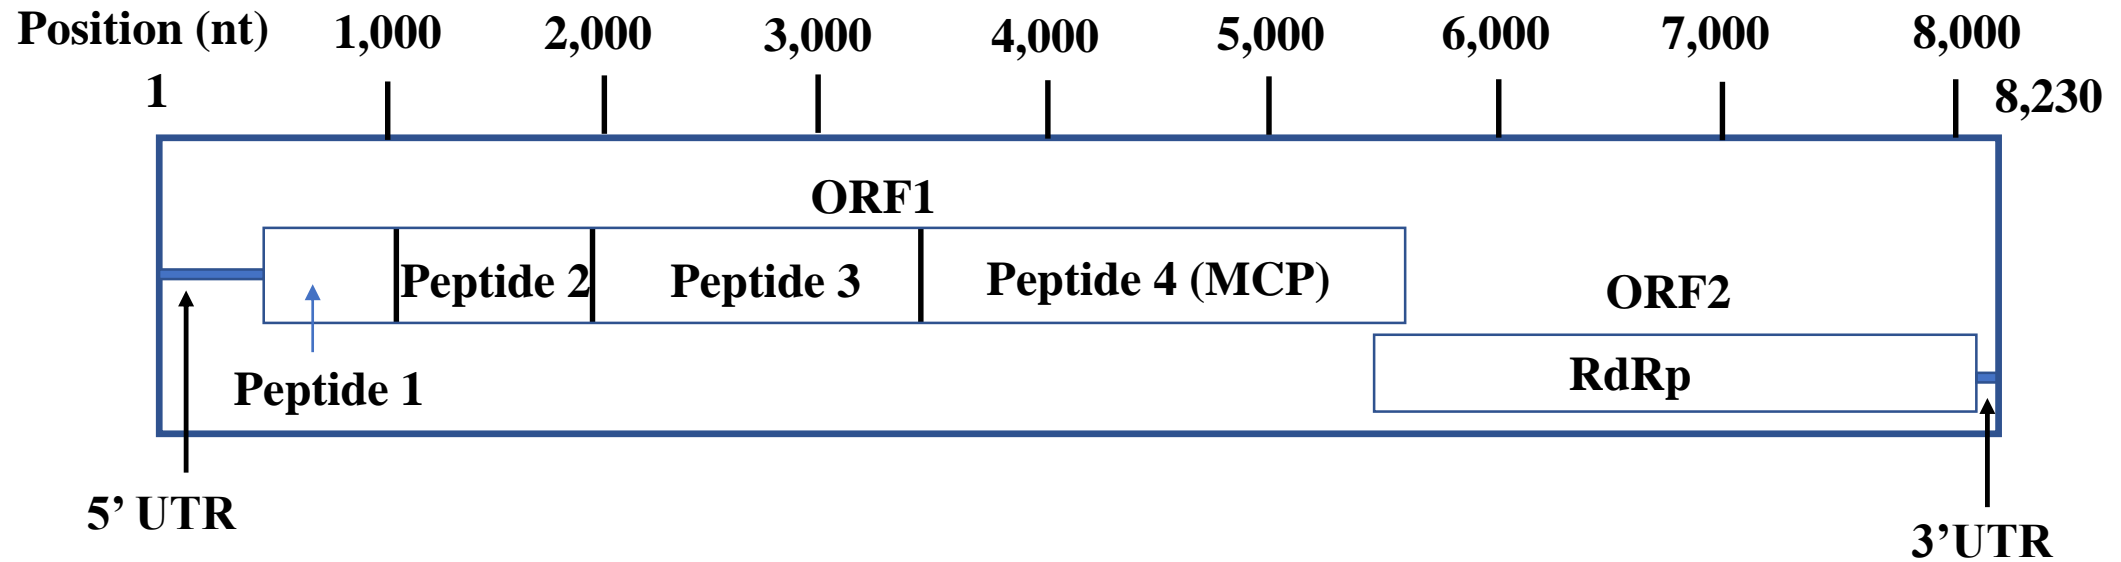 Position (nt) 1,000 2,000 3,000 4,000 5,000 6,000 7,000 8,000
1 8,230
ORF1
Peptide 2 Peptide 3 Peptide 4 (MCP)
ORF2
RdRp
Peptide 1
5’ UTR
3’UTR